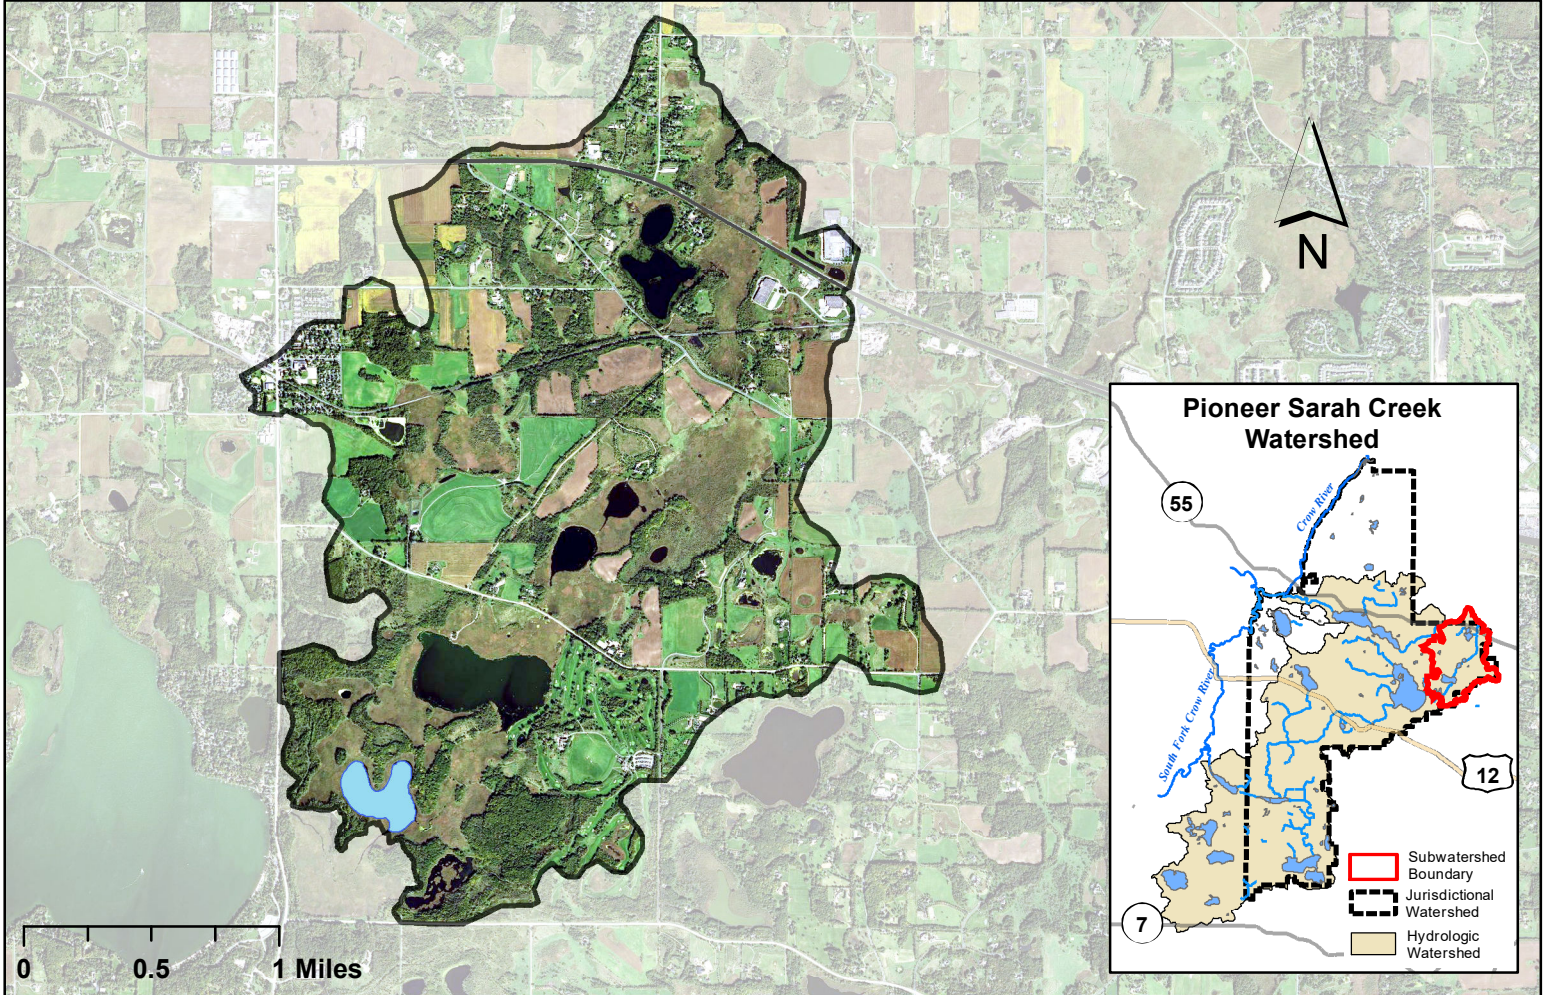 N
0 0.5 1 Miles
Pioneer Sarah Creek
Watershed
55
Crow River
South Fork Crow River
12
7
Subwatershed
Boundary
Jurisdictional
Watershed
Hydrologic
Watershed